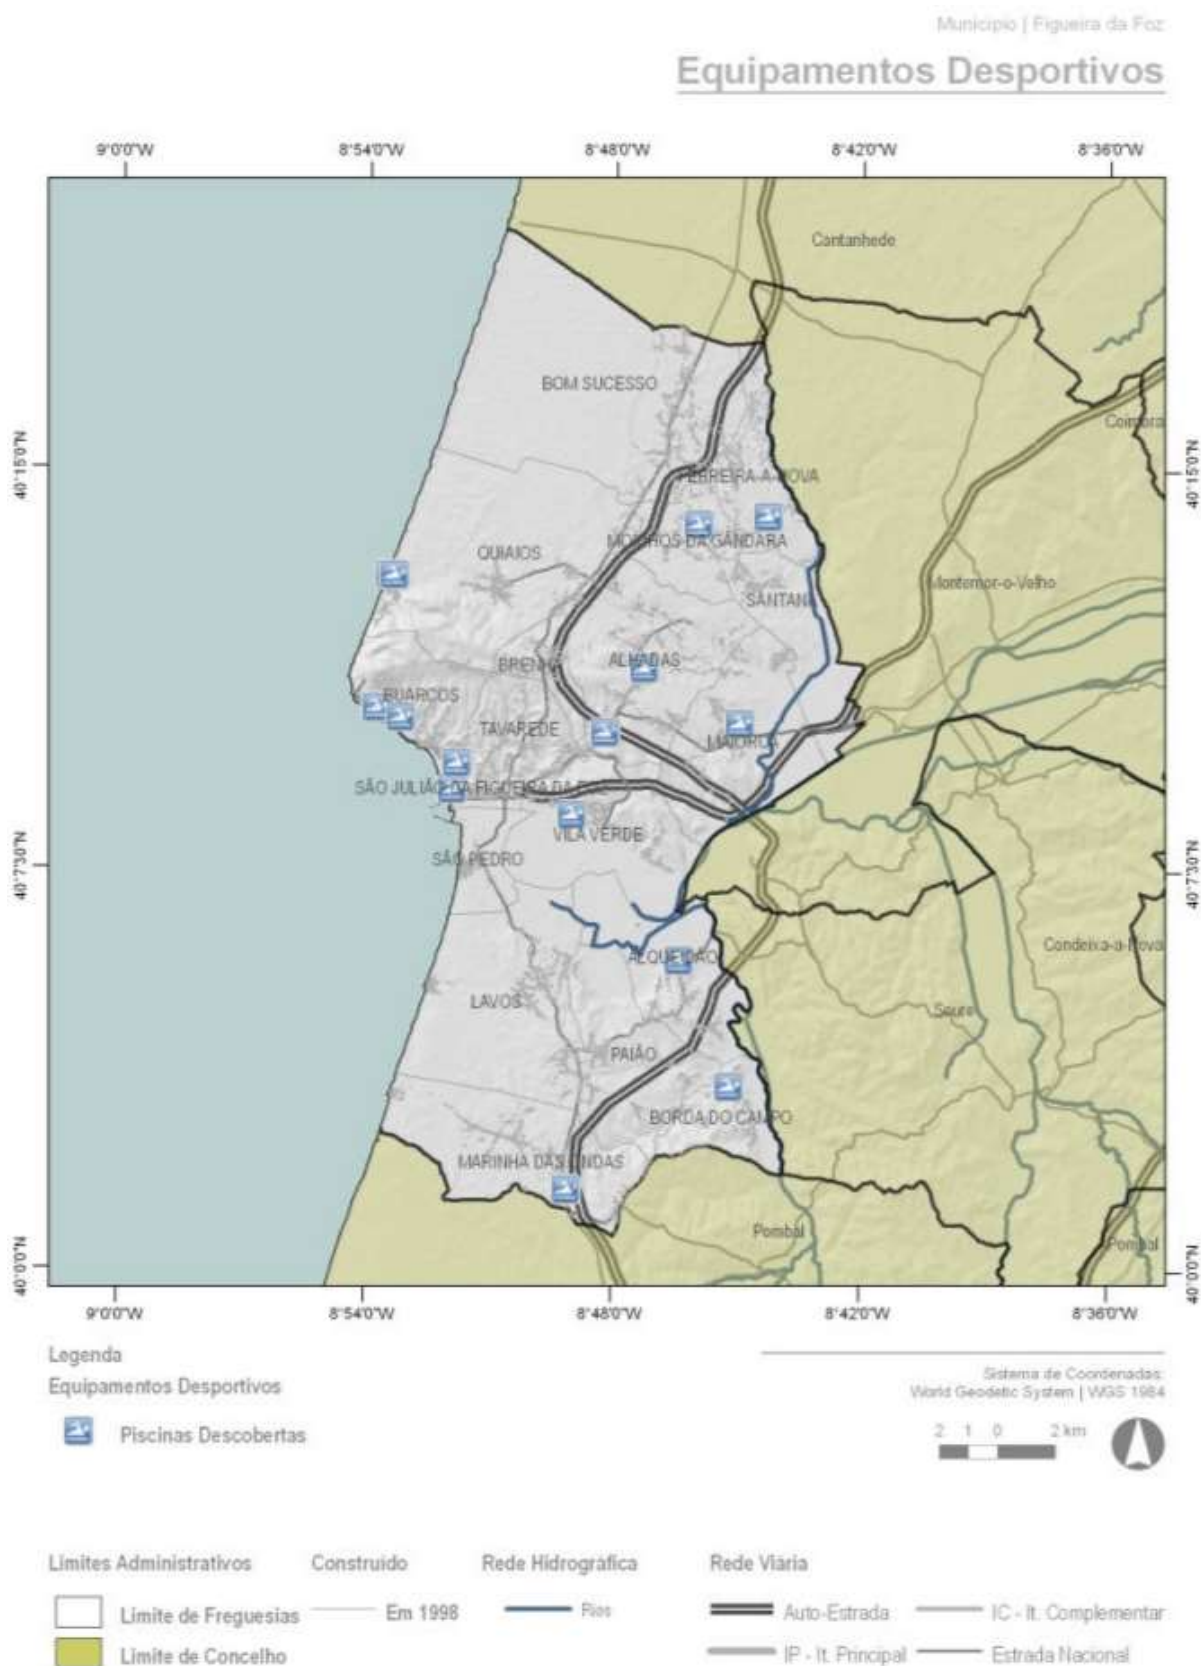 Município | Figueira da Foz
Equipamentos Desportivos
9°0'0"W 8°54'0"W 8°48'0"W 8°42'0"W 8°36'0"W
Cantanhede
BOM SUCESSO
Coimbra
40°15'0"N 40°15'0"N
FERREIRA-A-NOVA
MOINHOS DA GÂNDARA
QUIAIOS
Montemor-o-Velho
SANTANA
BRENHA
ALHADAS
BUARCOS
TAVAREDE
MAIORCA
SÃO JULIÃO DA FIGUEIRA DA FOZ
VILA VERDE
SÃO PEDRO
40°7'30"N 40°7'30"N
Condeixa-a-Nova
ALQUEIDÃO
LAVOS
Soure
PAIÃO
BORDA DO CAMPO
MARINHA DAS ONDAS
Pombal
Pombal
40°0'0"N 40°0'0"N
9°0'0"W 8°54'0"W 8°48'0"W 8°42'0"W 8°36'0"W
Legenda
Equipamentos Desportivos
Piscinas Descobertas
Sistema de Coordenadas:
World Geodetic System | WGS 1984
2 1 0 2 km
Limites Administrativos Construído Rede Hidrográfica Rede Viária
Limite de Freguesias Em 1998 Rios Auto-Estrada IC - It. Complementar
Limite de Concelho IP - It. Principal Estrada Nacional